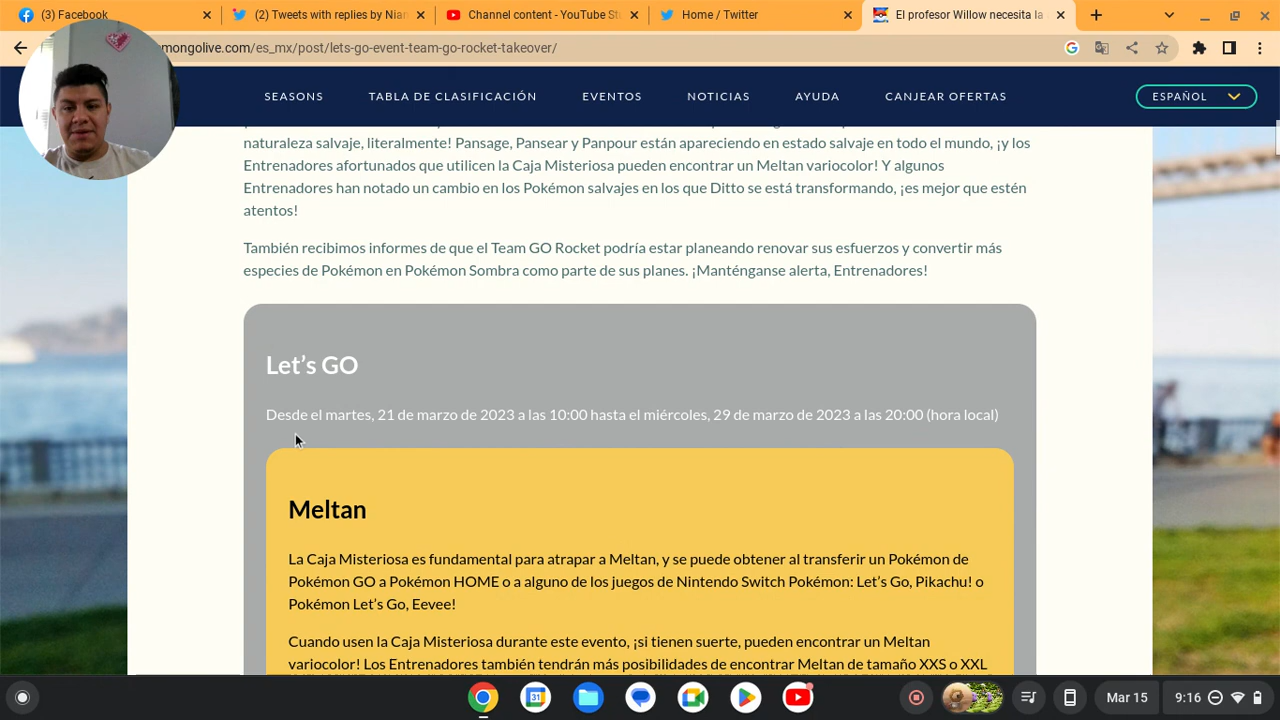 (3) Facebook
(2) Tweets with replies by Nian
Channel content - YouTube St
Home / Twitter
El profesor Willow necesita la
mongolive.com/es_mx/post/lets-go-event-team-go-rocket-takeover/
SEASONS
TABLA DE CLASIFICACIÓN
EVENTOS
NOTICIAS
AYUDA
CANJEAR OFERTAS
ESPAÑOL
naturaleza salvaje, literalmente! Pansage, Pansear y Panpour están apareciendo en estado salvaje en todo el mundo, ¡y los
Entrenadores afortunados que utilicen la Caja Misteriosa pueden encontrar un Meltan variocolor! Y algunos
Entrenadores han notado un cambio en los Pokémon salvajes en los que Ditto se está transformando, ¡es mejor que estén
atentos!
También recibimos informes de que el Team GO Rocket podría estar planeando renovar sus esfuerzos y convertir más
especies de Pokémon en Pokémon Sombra como parte de sus planes. ¡Manténganse alerta, Entrenadores!
Let's GO
Desde el martes, 21 de marzo de 2023 a las 10:00 hasta el miércoles, 29 de marzo de 2023 a las 20:00 (hora local)
Meltan
La Caja Misteriosa es fundamental para atrapar a Meltan, y se puede obtener al transferir un Pokémon de
Pokémon GO a Pokémon HOME o a alguno de los juegos de Nintendo Switch Pokémon: Let's Go, Pikachu! o
Pokémon Let's Go, Eevee!
Cuando usen la Caja Misteriosa durante este evento, ¡si tienen suerte, pueden encontrar un Meltan
variocolor! Los Entrenadores también tendrán más posibilidades de encontrar Meltan de tamaño XXS o XXL
31
Mar 15
9:16